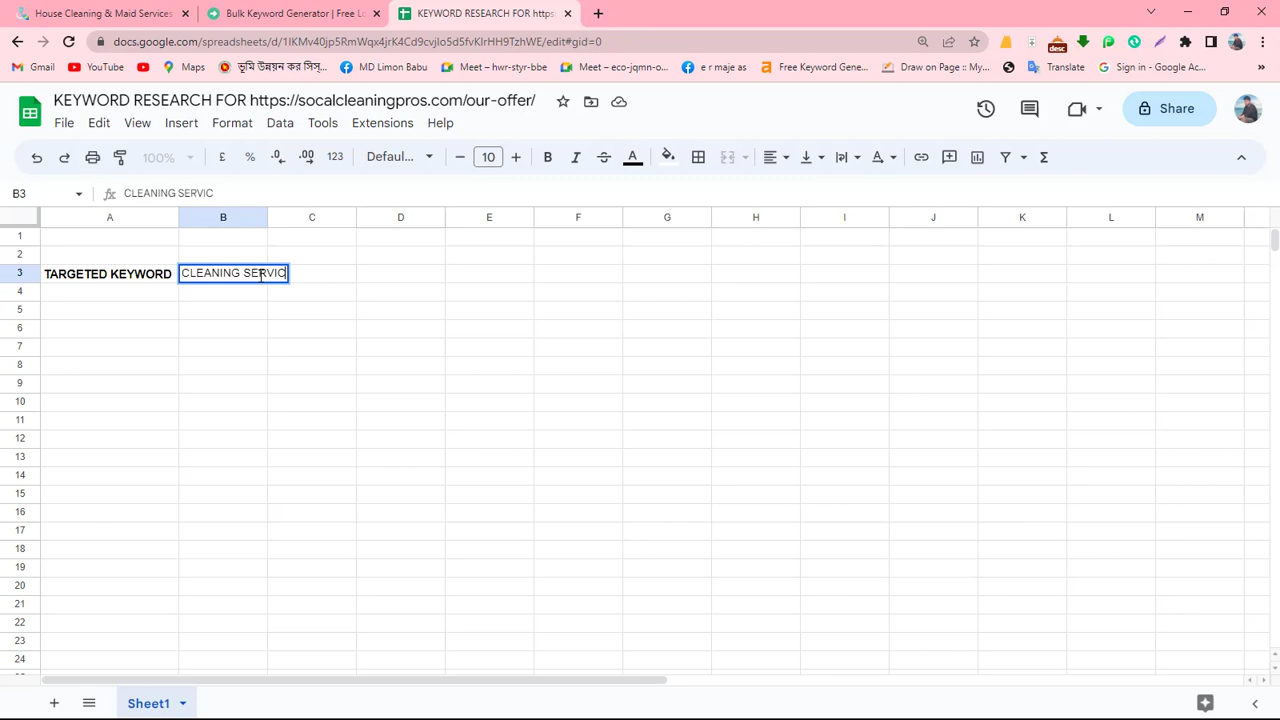 House Cleaning & Maid Services
Bulk Keyword Generator | Free Lo
KEYWORD RESEARCH FOR https:
docs.google.com/spreadsheets/d/1IKMv40jp5RmWqx4jrK4Cd9cvjIo5d5fvKlrHH9TzhWE/edit#gid=0
desc
Gmail
YouTube
Maps
ভূমি উন্নয়ন কর সিস্...
MD Limon Babu
Meet – hwr-styr-bbe
Meet – eco-jqmn-o...
e r maje as
Free Keyword Gene...
Draw on Page // M...
Translate
Sign in - Google Ac...
KEYWORD RESEARCH FOR https://socalcleaningpros.com/our-offer/
File Edit View Insert Format Data Tools Extensions Help
Share
100%
£ % .0 .00 123
Defaul...
10
B I A
B3
CLEANING SERVIC
A B C D E F G H I J K L M
1
2
3 TARGETED KEYWORD CLEANING SERVIC
4
5
6
7
8
9
10
11
12
13
14
15
16
17
18
19
20
21
22
23
24
Sheet1